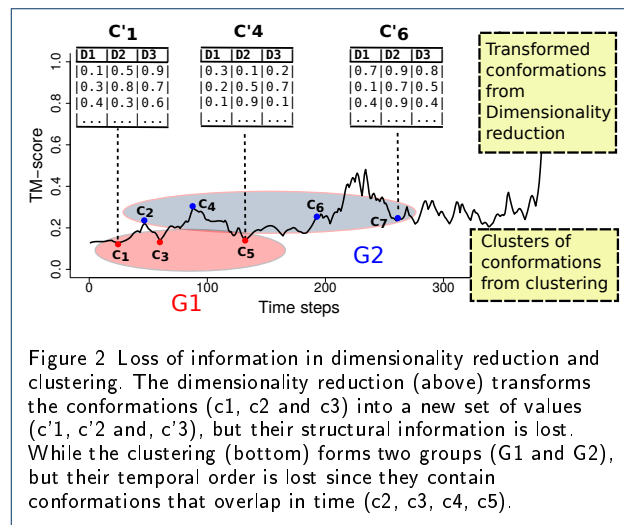 C'1 C'4 C'6
D1 D2 D3 D1 D2 D3 D1 D2 D3
0.1 0.5 0.9 0.3 0.1 0.2 0.7 0.9 0.8
0.3 0.8 0.7 0.2 0.5 0.7 0.1 0.7 0.5
0.4 0.3 0.6 0.1 0.9 0.1 0.4 0.9 0.4
... ... ... ... ... ... ... ... ...
Transformed
conformations
from
Dimensionality
reduction
TM-score
1.0
0.8
0.6
0.4
0.2
0.0
c2
c4
c6
c7
c1
c3
c5
G2
G1
Clusters of
conformations
from clustering
0 100 200 300
Time steps
Figure 2 Loss of information in dimensionality reduction and
clustering. The dimensionality reduction (above) transforms
the conformations (c1, c2 and c3) into a new set of values
(c'1, c'2 and, c'3), but their structural information is lost.
While the clustering (bottom) forms two groups (G1 and G2),
but their temporal order is lost since they contain
conformations that overlap in time (c2, c3, c4, c5).